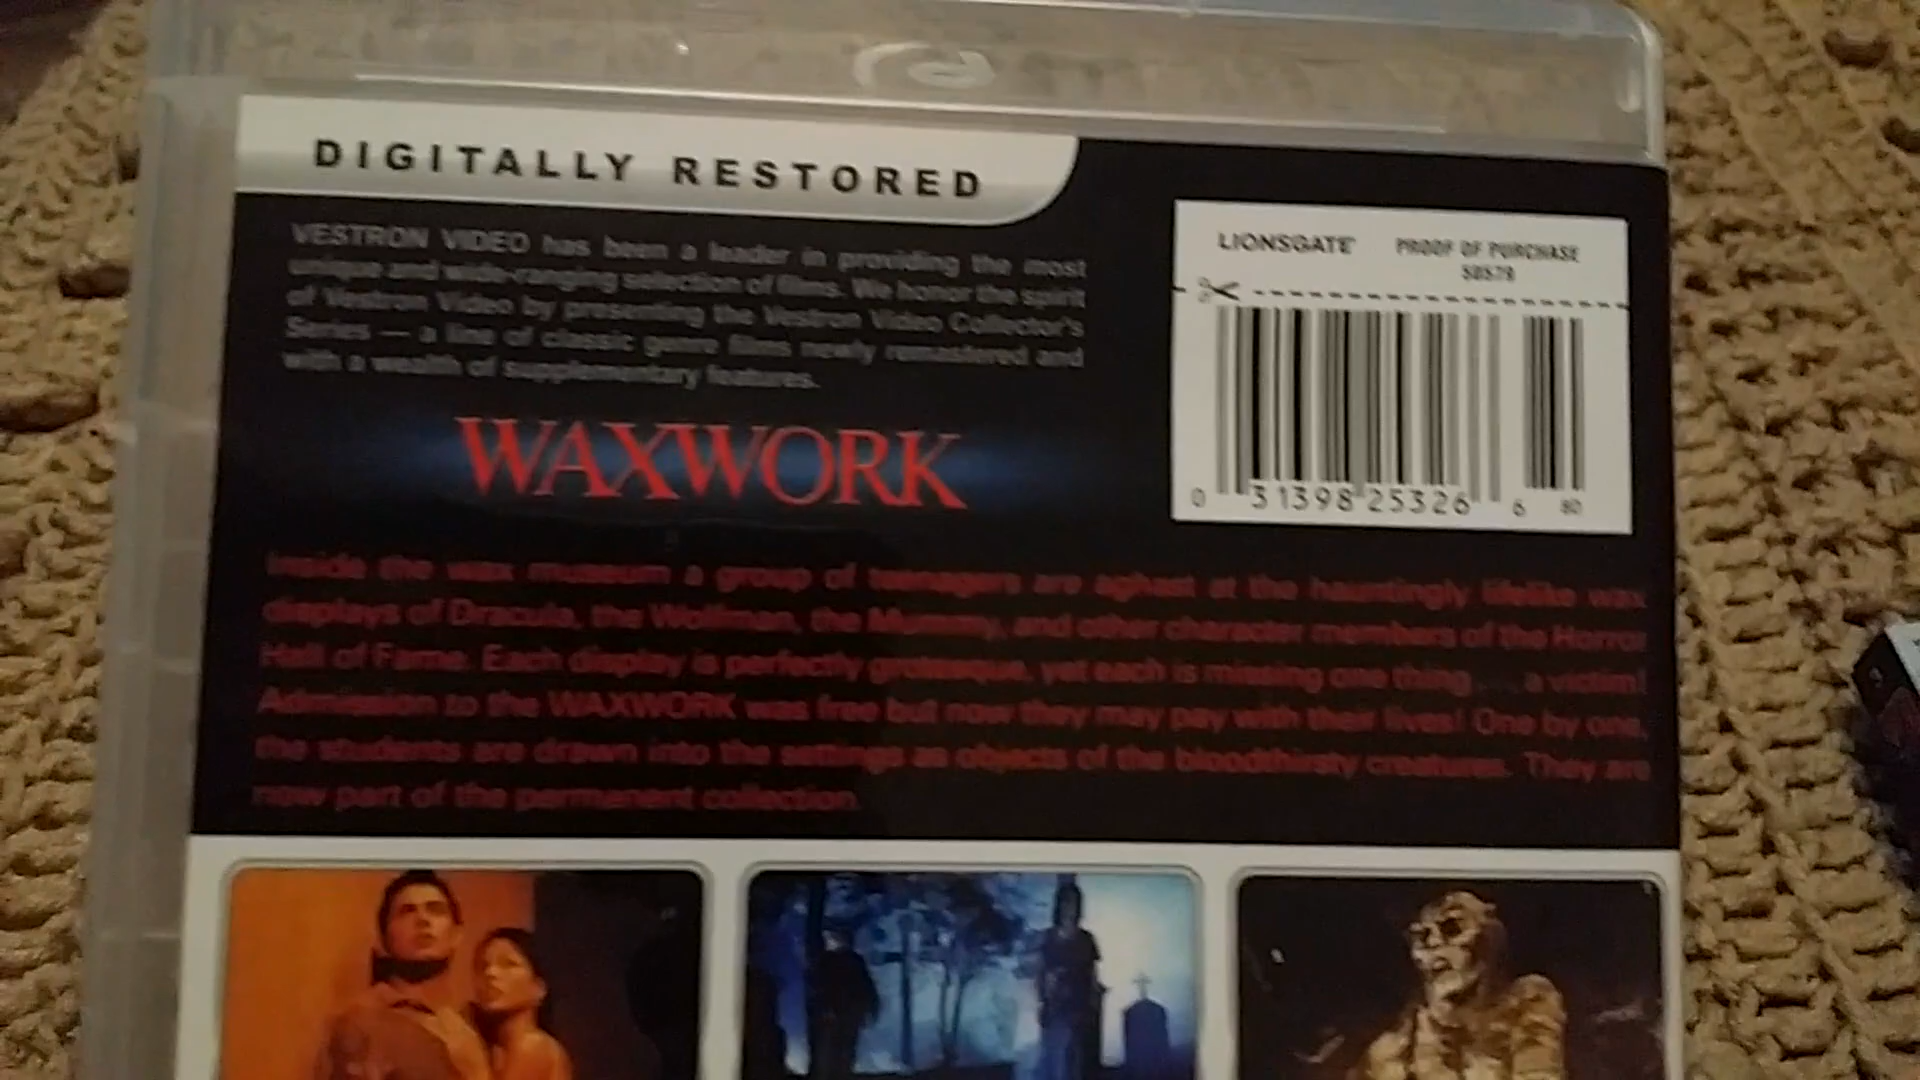 DIGITALLY RESTORED
VESTRON VIDEO has been a leader in providing the most
unique and wide-ranging selection of films. We honor the spirit
of Vestron Video by presenting the Vestron Video Collector's
Series — a line of classic genre films newly remastered and
with a wealth of supplementary features.
LIONSGATE PROOF OF PURCHASE
58578
0 31398 25326 6 80
WAXWORK
Inside the wax museum a group of teenagers are aghast at the hauntingly lifelike wax
displays of Dracula, the Wolfman, the Mummy, and other character members of the Horror
Hall of Fame. Each display is perfectly grotesque, yet each is missing one thing . . . a victim!
Admission to the WAXWORK was free but now they may pay with their lives! One by one,
the students are drawn into the settings as objects of the bloodthirsty creatures. They are
now part of the permanent collection.